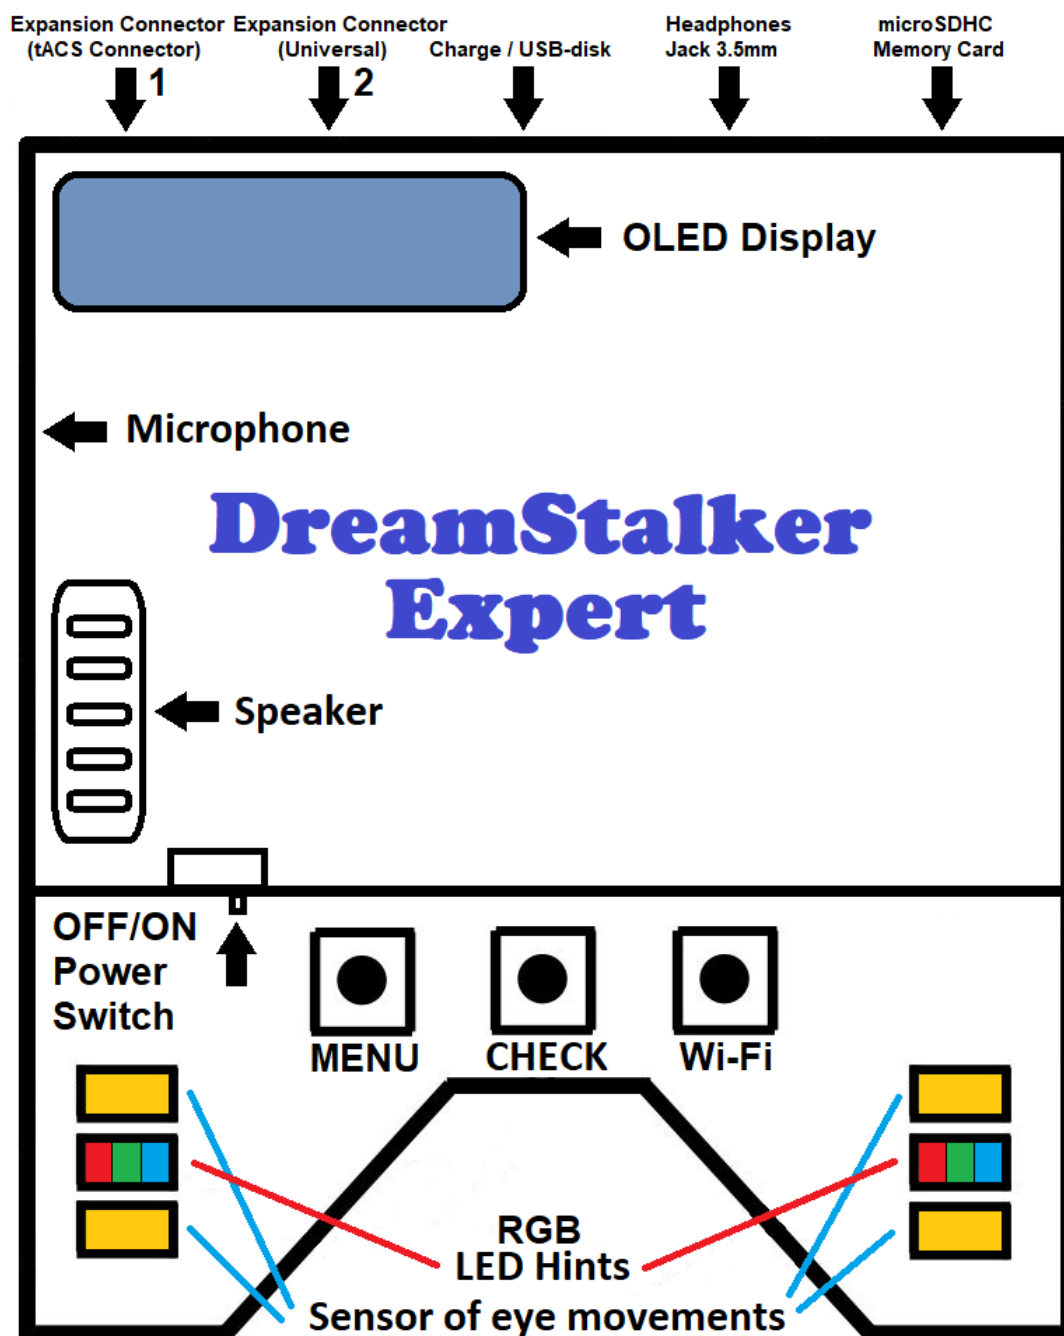 Expansion Connector
(tACS Connector)
1
Expansion Connector
(Universal)
2
Charge / USB-disk
Headphones
Jack 3.5mm
microSDHC
Memory Card
OLED Display
Microphone
DreamStalker
Expert
Speaker
OFF/ON
Power
Switch
MENU
CHECK
Wi-Fi
RGB
LED Hints
Sensor of eye movements